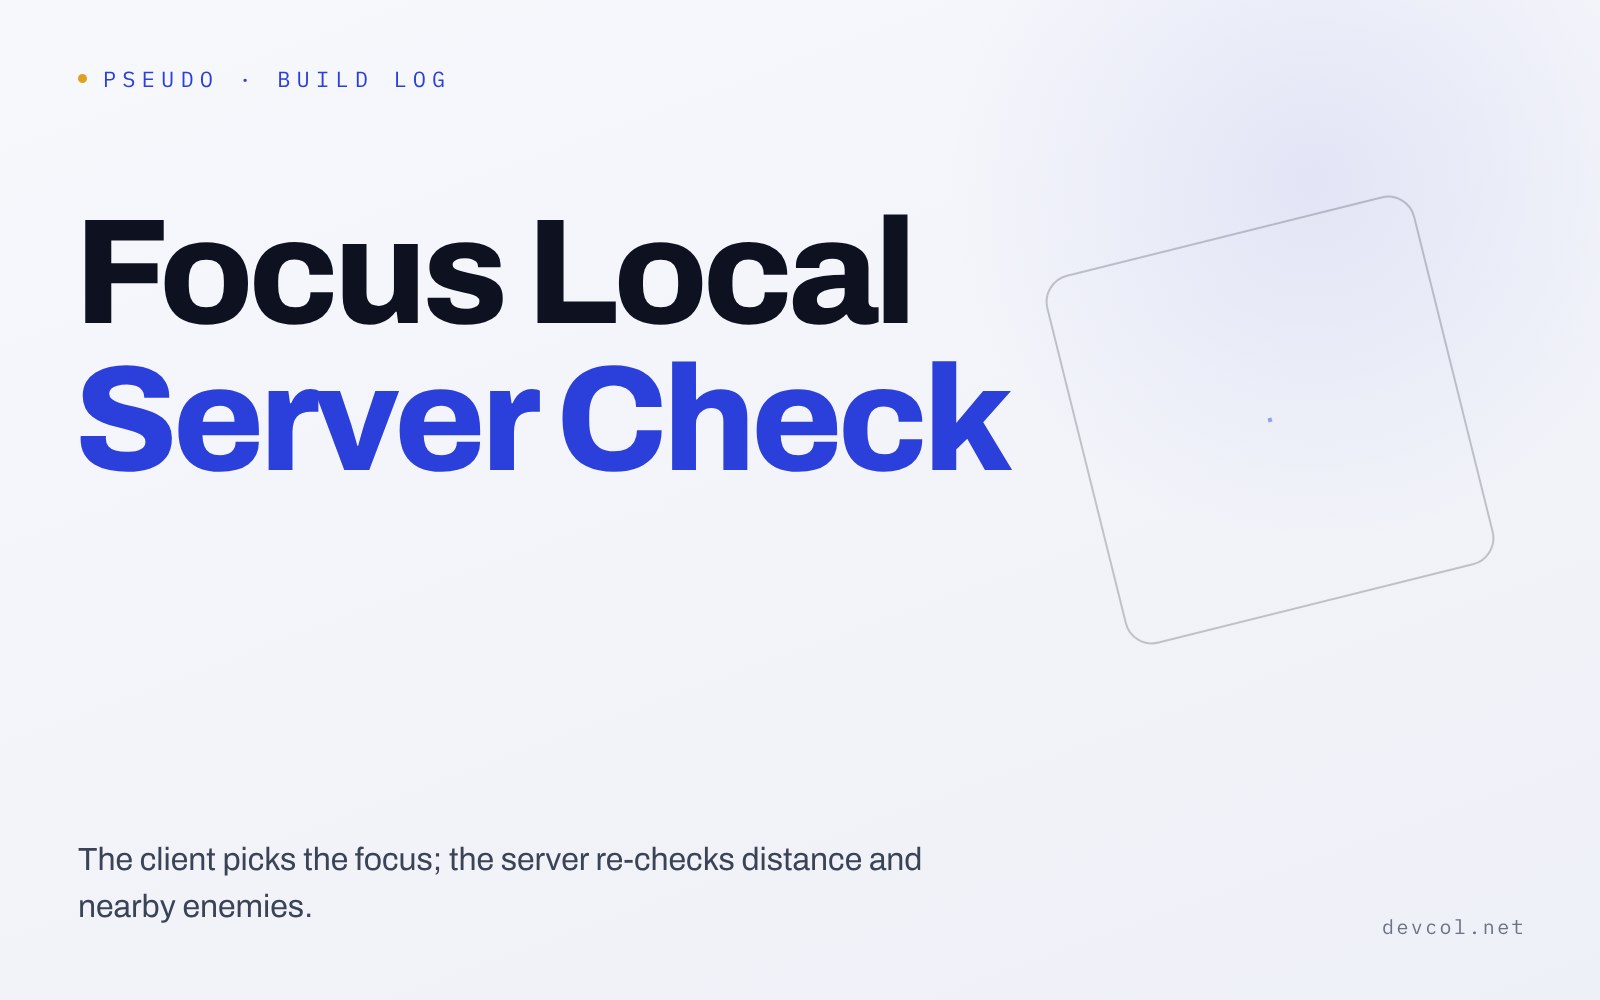 PSEUDO · BUILD LOG
Focus Local
Server Check
The client picks the focus; the server re-checks distance and
nearby enemies.
devcol.net